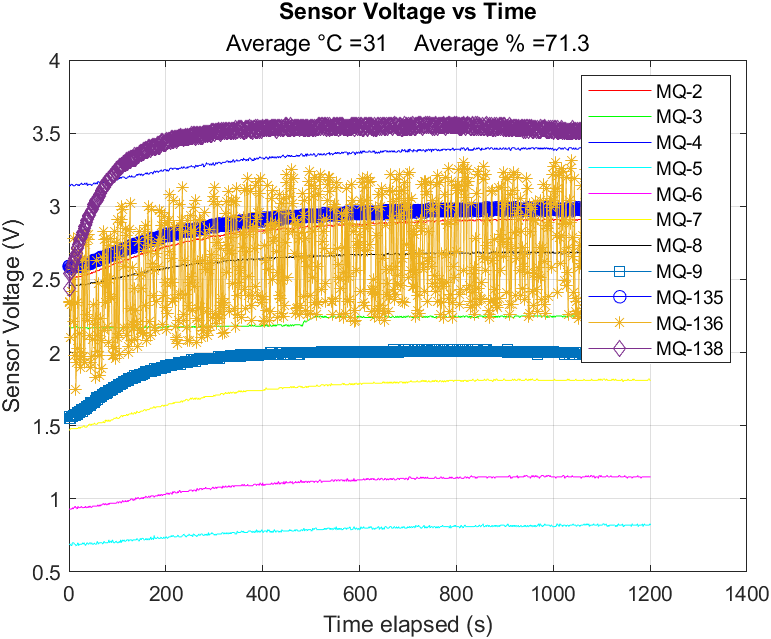 Sensor Voltage vs Time
Average °C =31 Average % =71.3
Sensor Voltage (V)
4
3.5
3
2.5
2
1.5
1
0.5
0
200
400
600
800
1000
1200
1400
Time elapsed (s)
MQ-2
MQ-3
MQ-4
MQ-5
MQ-6
MQ-7
MQ-8
MQ-9
MQ-135
MQ-136
MQ-138